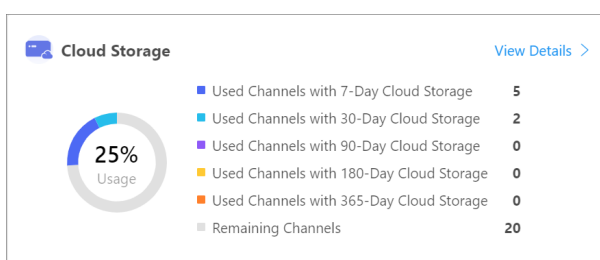 Cloud Storage
View Details
Used Channels with 7-Day Cloud Storage 5
Used Channels with 30-Day Cloud Storage 2
Used Channels with 90-Day Cloud Storage 0
25%
Usage
Used Channels with 180-Day Cloud Storage 0
Used Channels with 365-Day Cloud Storage 0
Remaining Channels 20